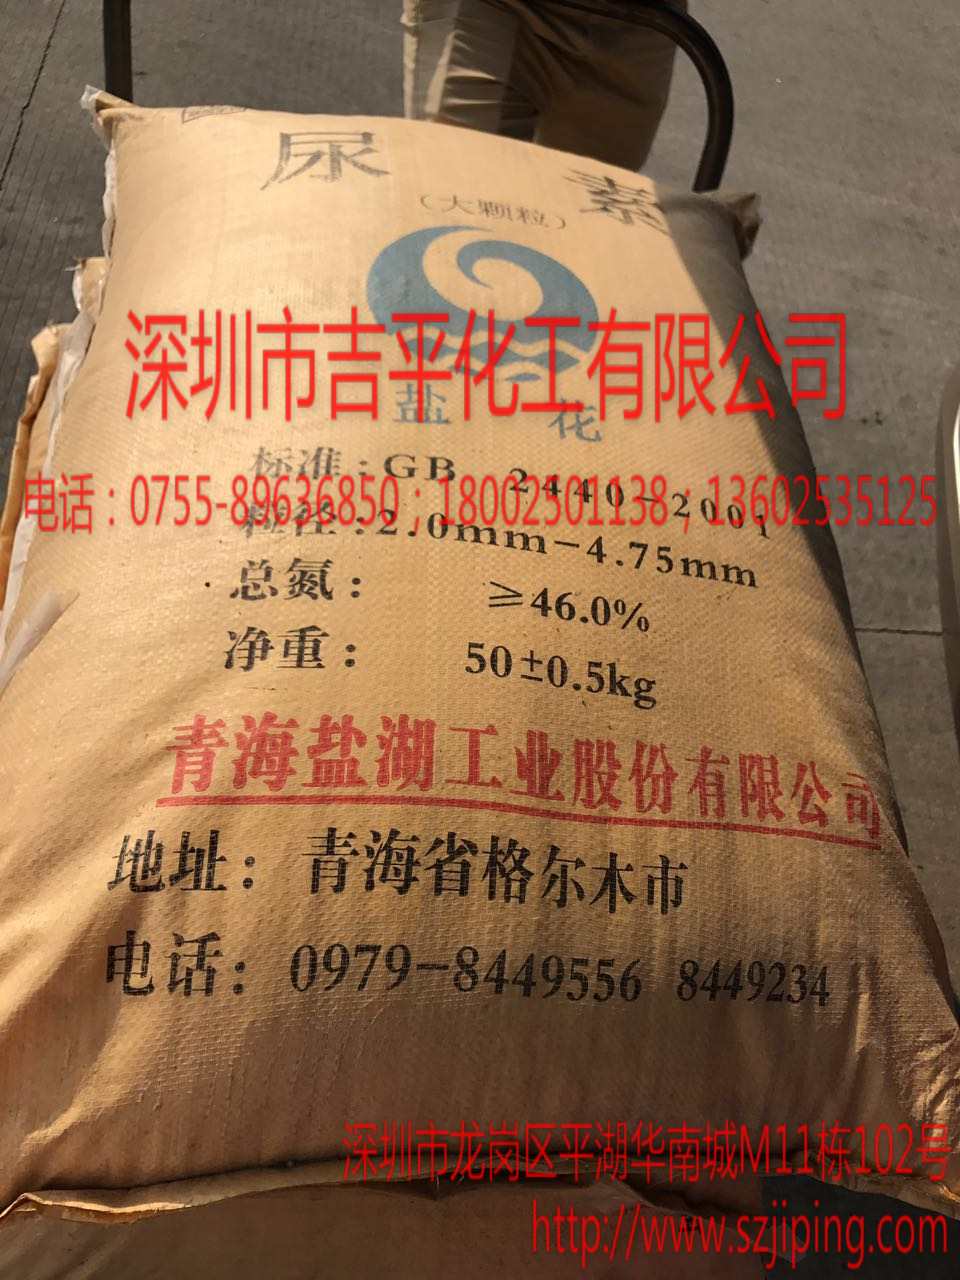 尿 素
（大颗粒）
深圳市吉平化工有限公司
盐 花
标准：GB 2440-2001
电话：0755-89636850；18002501138；13602535125
粒径：2.0mm-4.75mm
总氮： ≥46.0%
净重： 50±0.5kg
青海盐湖工业股份有限公司
地址：青海省格尔木市
电话：0979-8449556 8449234
深圳市龙岗区平湖华南城M11栋102号
http://www.szjiping.com